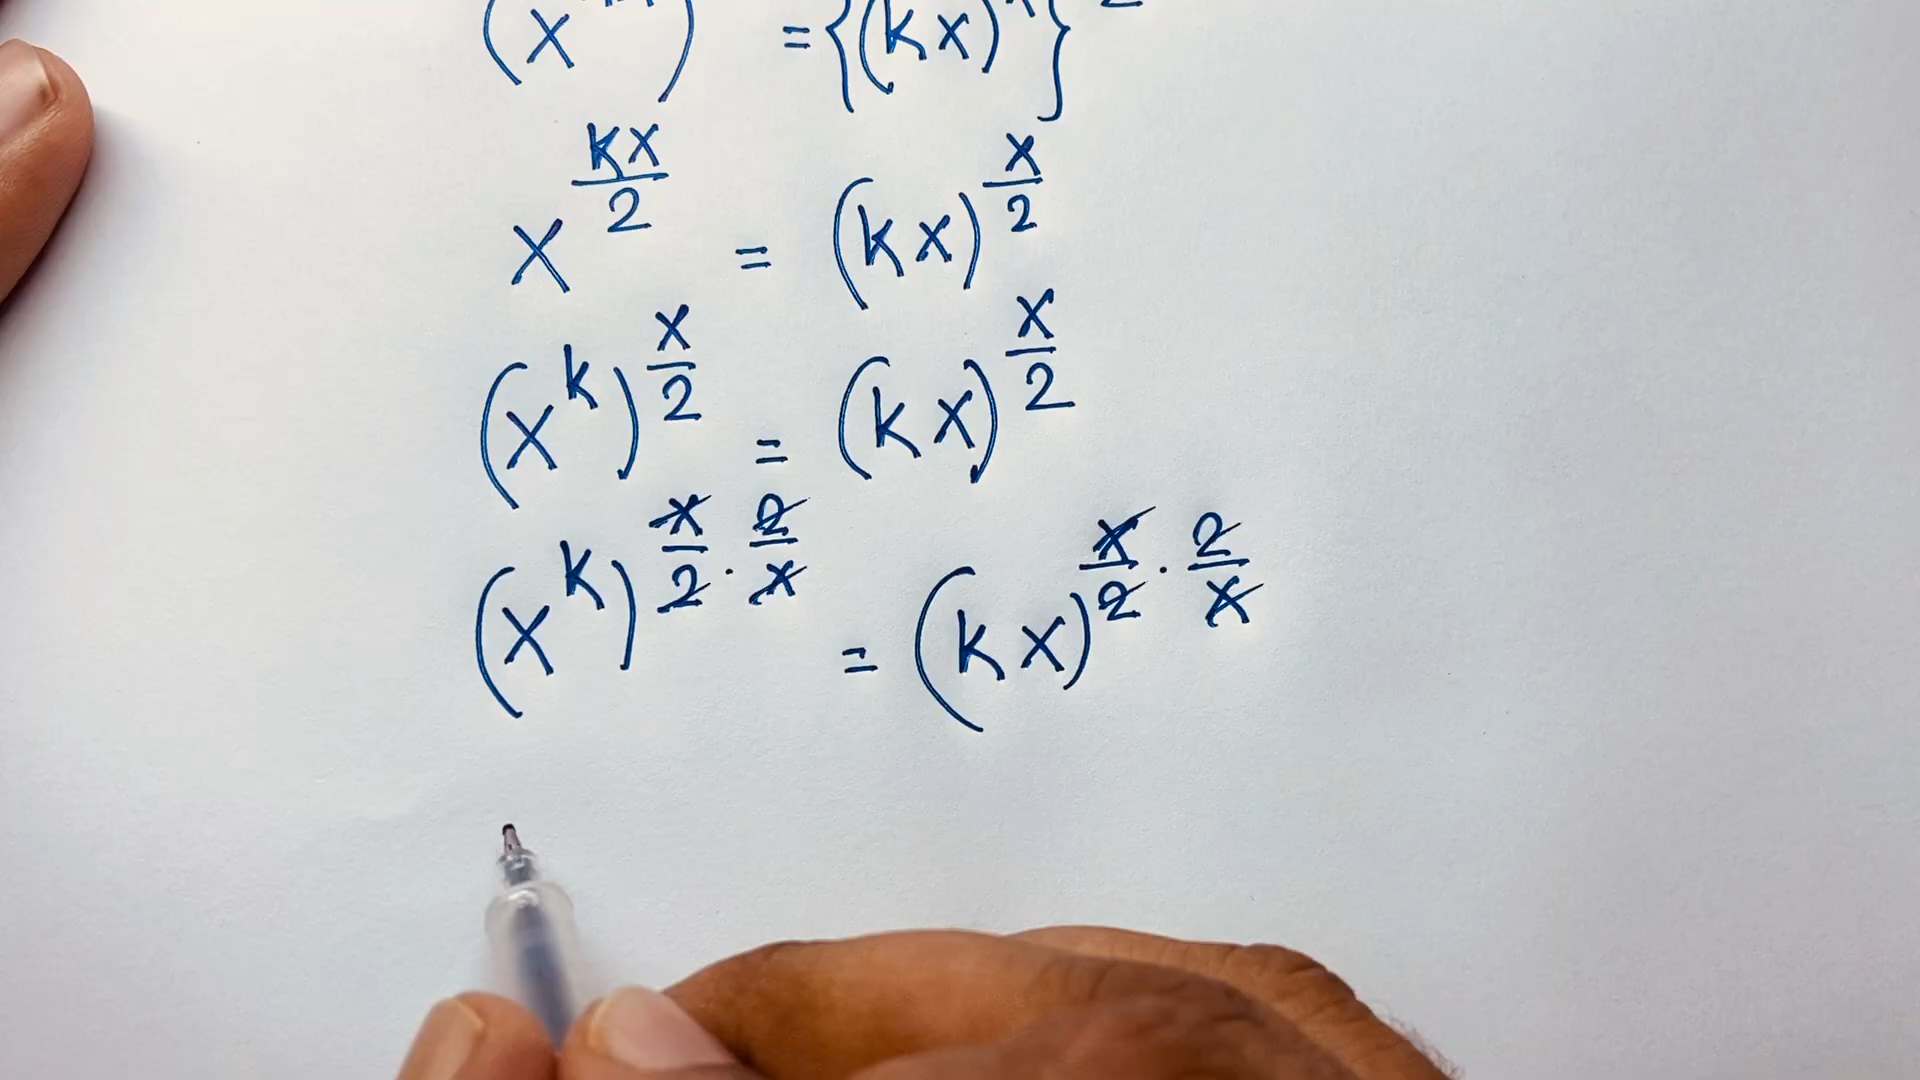 (x = {(kx)
x^(kx/2) = (kx)^(x/2)
(x^k)^(x/2) = (kx)^(x/2)
(x^k)^(x/2 · 2/x) = (kx)^(x/2 · 2/x)